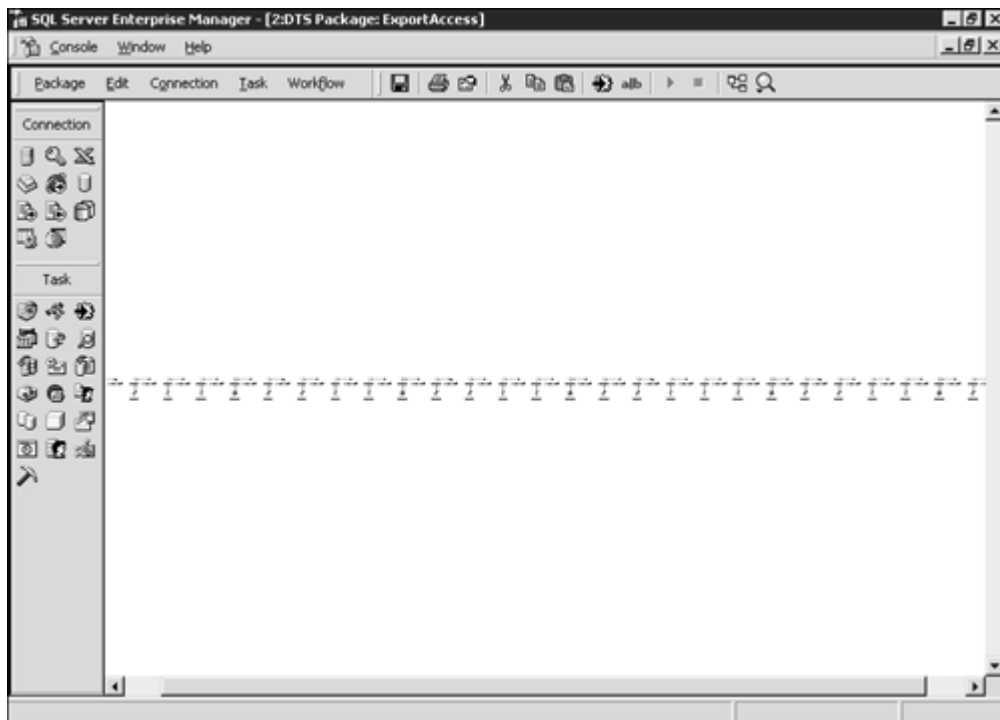 SQL Server Enterprise Manager - [2:DTS Package: ExportAccess]
Console Window Help
Package Edit Connection Task Workflow
Connection
Task